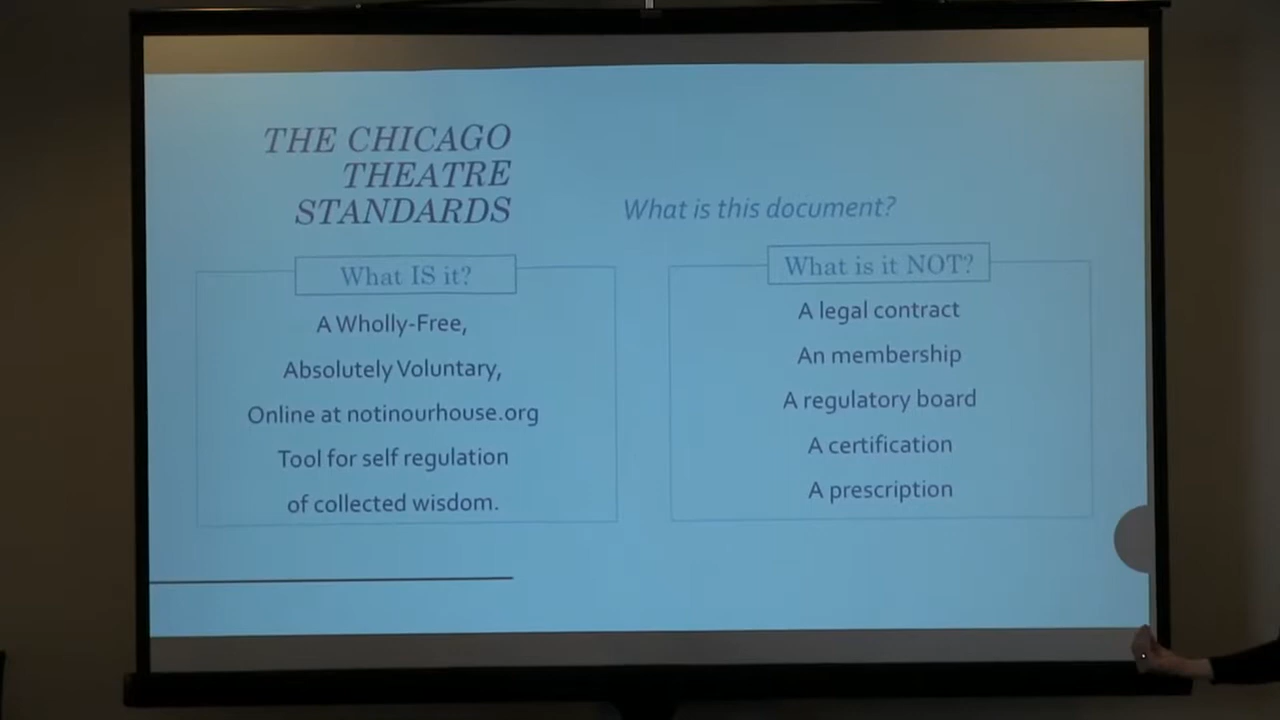 THE CHICAGO
THEATRE
STANDARDS
What is this document?
What IS it?
A Wholly-Free,
Absolutely Voluntary,
Online at notinourhouse.org
Tool for self regulation
of collected wisdom.
What is it NOT?
A legal contract
An membership
A regulatory board
A certification
A prescription